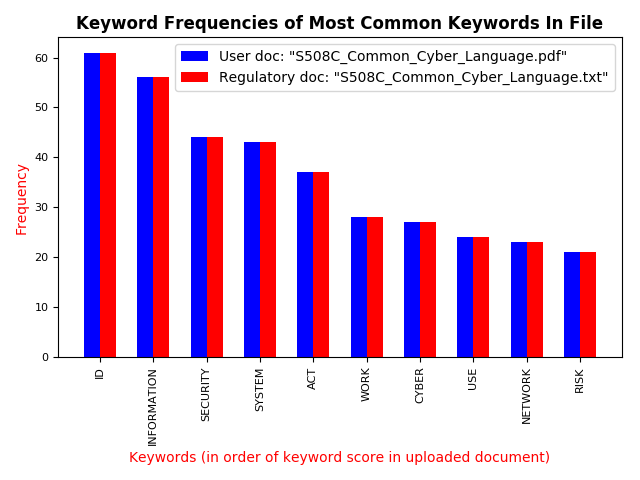 Keyword Frequencies of Most Common Keywords In File
User doc: "S508C_Common_Cyber_Language.pdf"
Regulatory doc: "S508C_Common_Cyber_Language.txt"
Frequency
60
50
40
30
20
10
0
ID
INFORMATION
SECURITY
SYSTEM
ACT
WORK
CYBER
USE
NETWORK
RISK
Keywords (in order of keyword score in uploaded document)